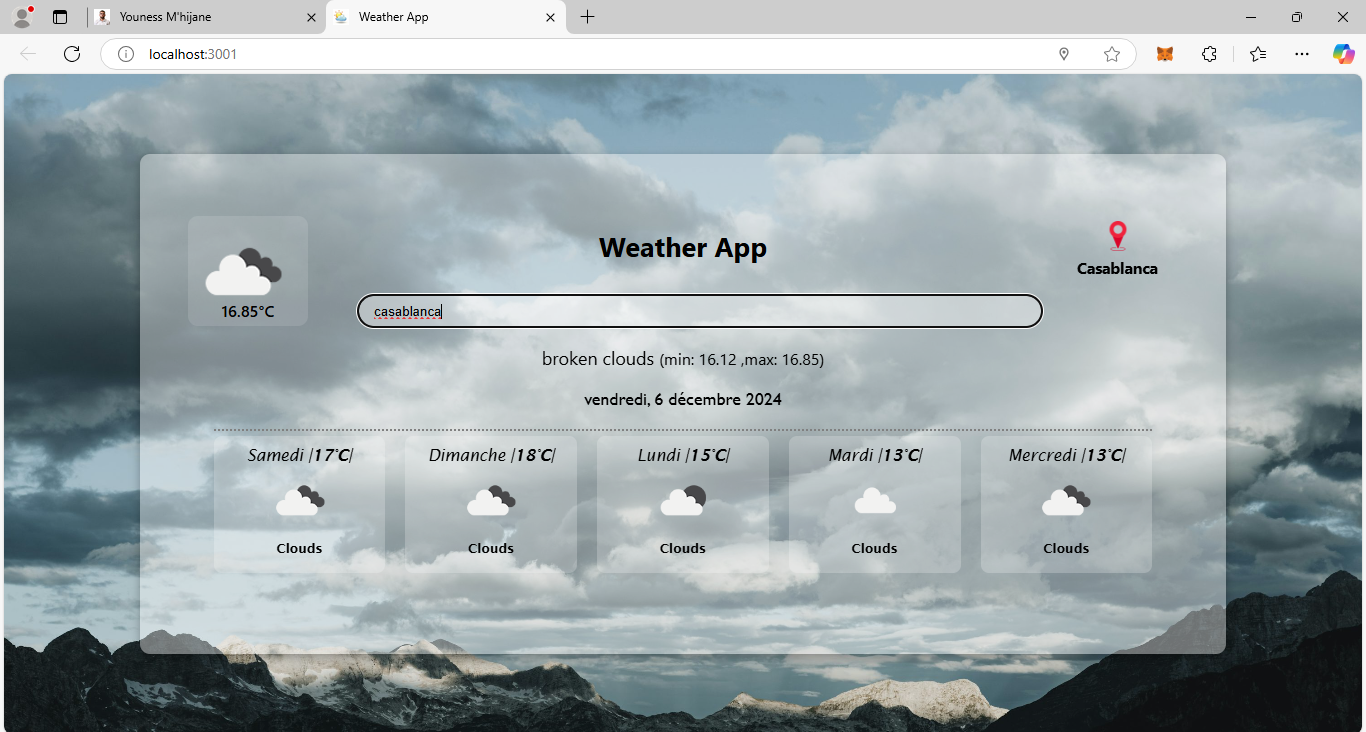 Youness M'hijane
Weather App
localhost:3001
Weather App
Casablanca
16.85°C
casablanca
broken clouds (min: 16.12 ,max: 16.85)
vendredi, 6 décembre 2024
Samedi |17°C| Dimanche |18°C| Lundi |15°C| Mardi |13°C| Mercredi |13°C|
Clouds Clouds Clouds Clouds Clouds